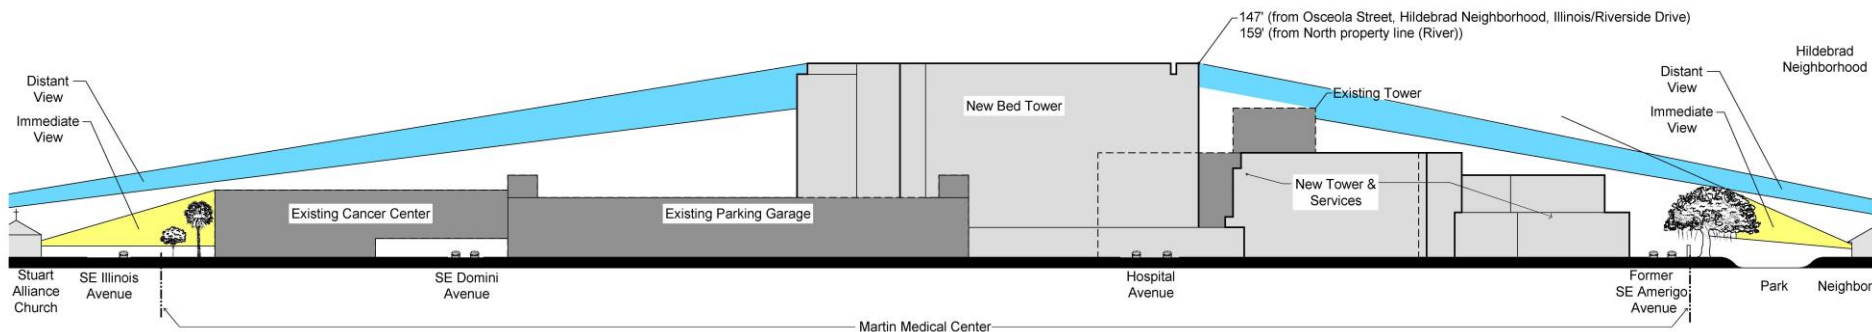 147' (from Osceola Street, Hildebrad Neighborhood, Illinois/Riverside Drive)
159' (from North property line (River))
Hildebrad
Neighborhood
Distant
View
Immediate
View
New Bed Tower
Existing Tower
Distant
View
Immediate
View
Existing Cancer Center
Existing Parking Garage
New Tower &
Services
Stuart
Alliance
Church
SE Illinois
Avenue
SE Domini
Avenue
Hospital
Avenue
Former
SE Amerigo
Avenue
Park
Neighbor
Martin Medical Center